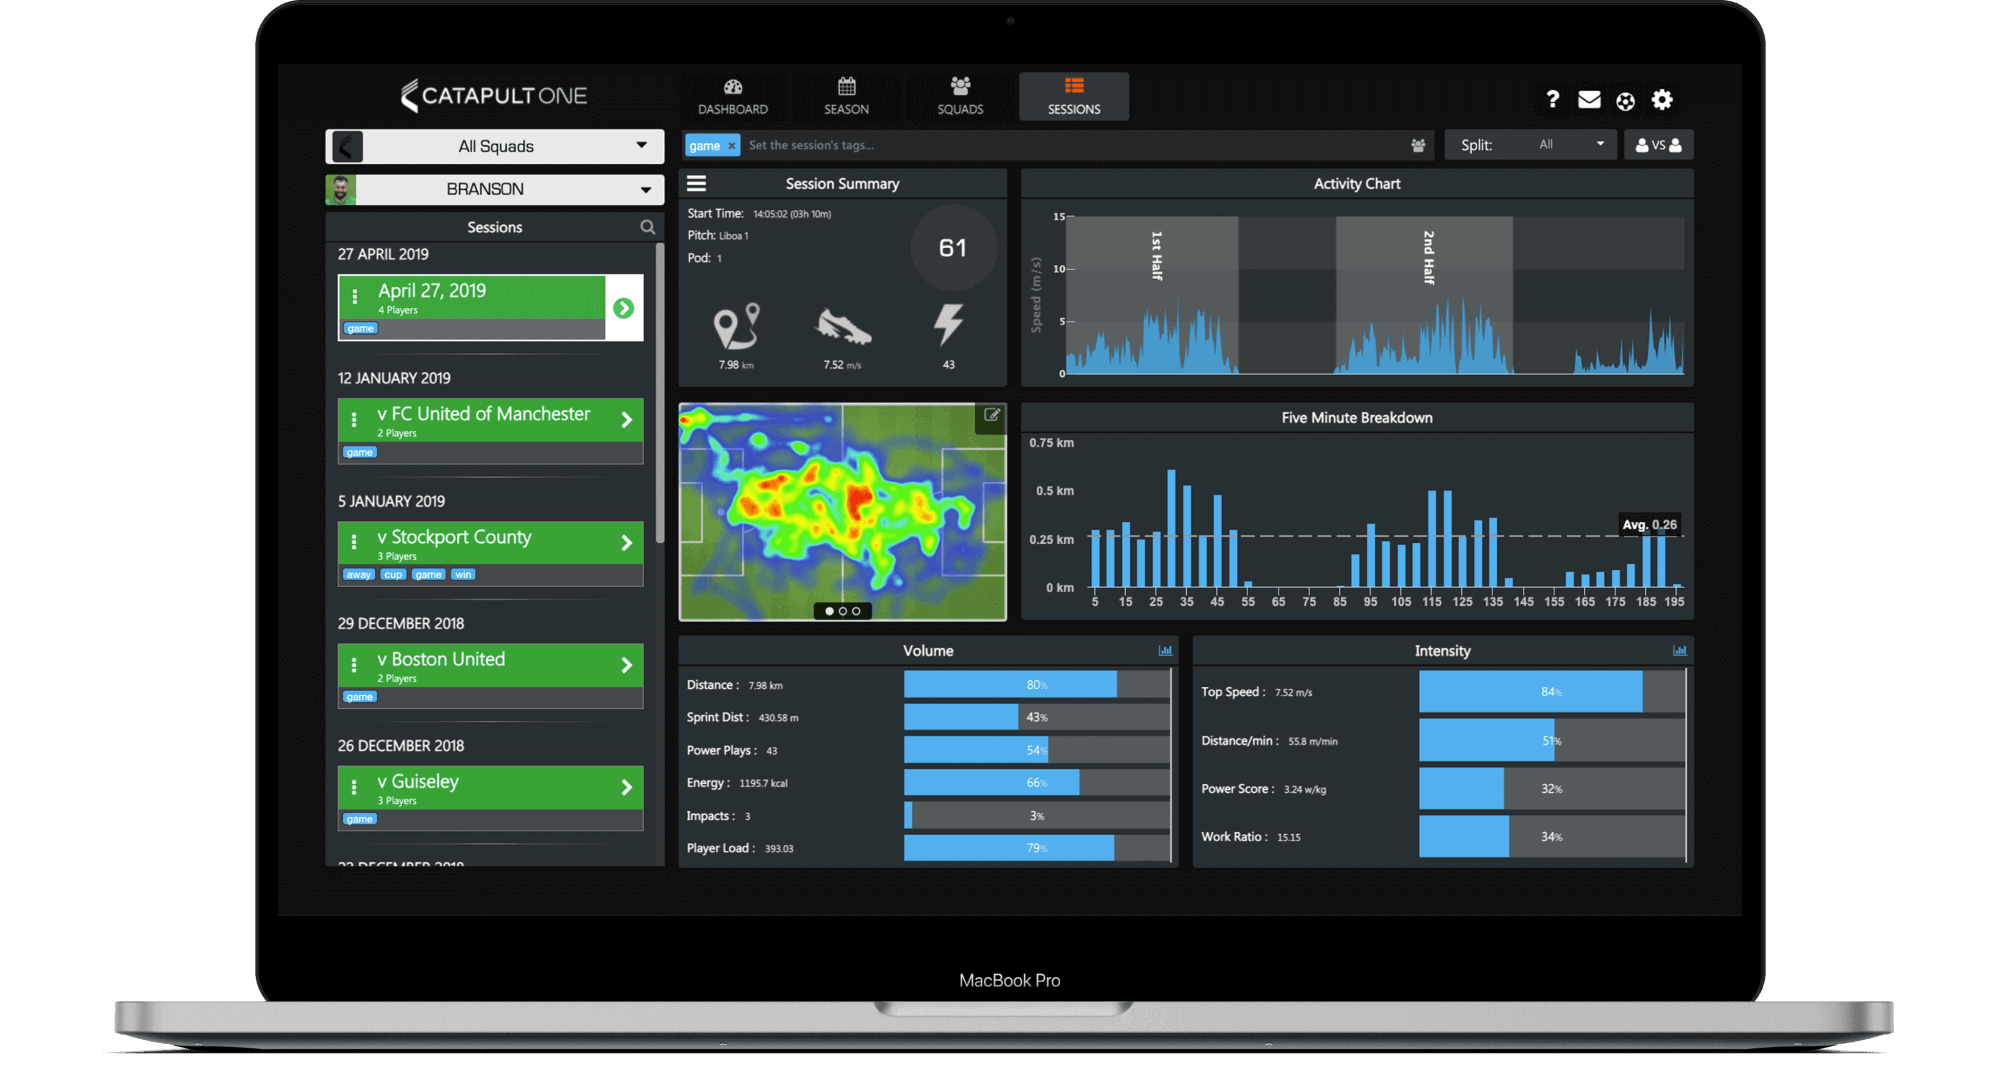 CATAPULT ONE
DASHBOARD
SEASON
SQUADS
SESSIONS
?
All Squads
game ×
Set the session's tags...
Split:
All
VS
BRANSON
Sessions
27 APRIL 2019
April 27, 2019
4 Players
game
12 JANUARY 2019
v FC United of Manchester
2 Players
game
5 JANUARY 2019
v Stockport County
3 Players
away cup game win
29 DECEMBER 2018
v Boston United
2 Players
game
26 DECEMBER 2018
v Guiseley
3 Players
game
Session Summary
Start Time: 14:05:02 (03h 10m)
Pitch: Liboa 1
Pod: 1
61
7.98 km
7.52 m/s
43
Activity Chart
Speed (m/s)
15
10
5
0
1st Half
2nd Half
Five Minute Breakdown
0.75 km
0.5 km
0.25 km
0 km
Avg. 0.26
5 15 25 35 45 55 65 75 85 95 105 115 125 135 145 155 165 175 185 195
Volume
Distance : 7.98 km 80%
Sprint Dist : 430.58 m 43%
Power Plays : 43 54%
Energy : 1195.7 kcal 66%
Impacts : 3 3%
Player Load : 393.03 79%
Intensity
Top Speed : 7.52 m/s 84%
Distance/min : 55.8 m/min 51%
Power Score : 3.24 w/kg 32%
Work Ratio : 15.15 34%
MacBook Pro